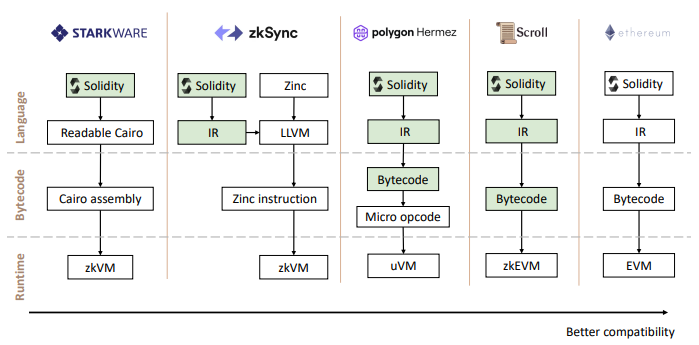 STARKWARE
zkSync
polygon Hermez
Scroll
ethereum
Language
Solidity
Solidity
Zinc
Solidity
Solidity
Solidity
Readable Cairo
IR
LLVM
IR
IR
IR
Bytecode
Cairo assembly
Zinc instruction
Bytecode
Micro opcode
Bytecode
Bytecode
Runtime
zkVM
zkVM
uVM
zkEVM
EVM
Better compatibility